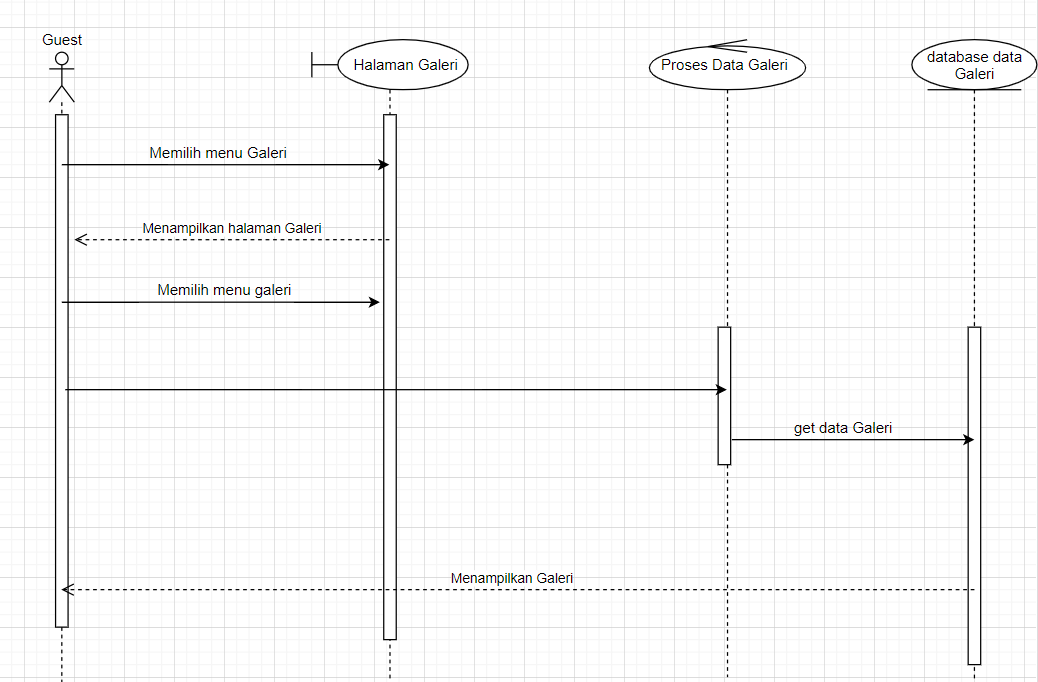 Guest
Halaman Galeri
Proses Data Galeri
database data
Galeri
Memilih menu Galeri
Menampilkan halaman Galeri
Memilih menu galeri
get data Galeri
Menampilkan Galeri